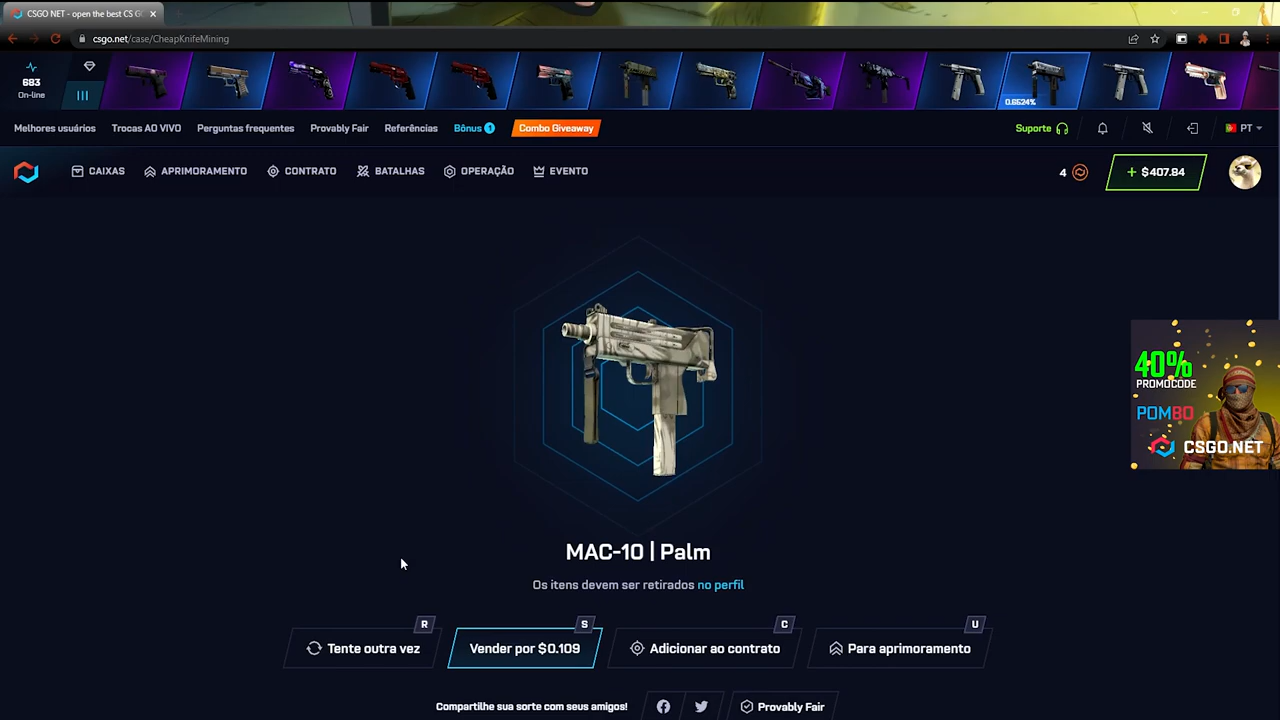 CSGO NET - open the best CS G
csgo.net/case/CheapKnifeMining
683
On-line
0.6524%
Melhores usuários
Trocas AO VIVO
Perguntas frequentes
Provably Fair
Referências
Bônus 1
Combo Giveaway
Suporte
PT
CAIXAS
APRIMORAMENTO
CONTRATO
BATALHAS
OPERAÇÃO
EVENTO
4
+ $407.84
40%
PROMOCODE
POMBO
CSGO.NET
MAC-10 | Palm
Os itens devem ser retirados no perfil
R
S
C
U
Tente outra vez
Vender por $0.109
Adicionar ao contrato
Para aprimoramento
Compartilhe sua sorte com seus amigos!
Provably Fair